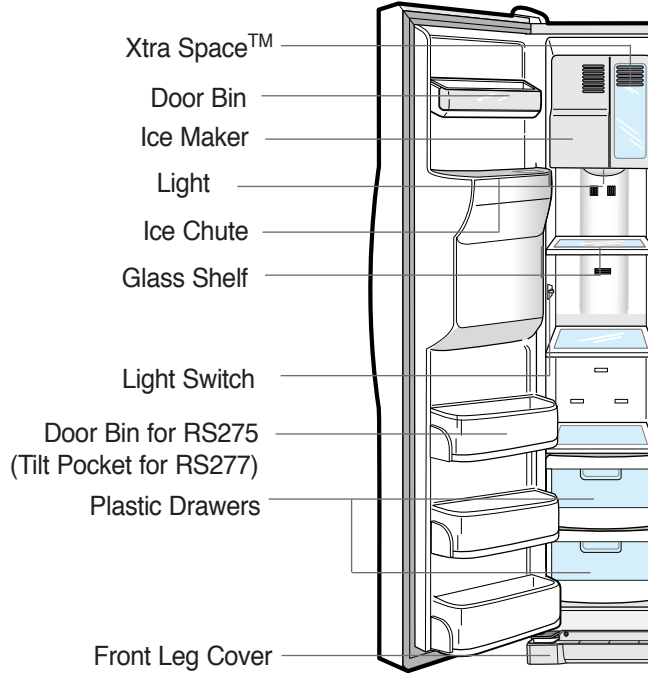 Xtra Space™
Door Bin
Ice Maker
Light
Ice Chute
Glass Shelf
Light Switch
Door Bin for RS275
(Tilt Pocket for RS277)
Plastic Drawers
Front Leg Cover